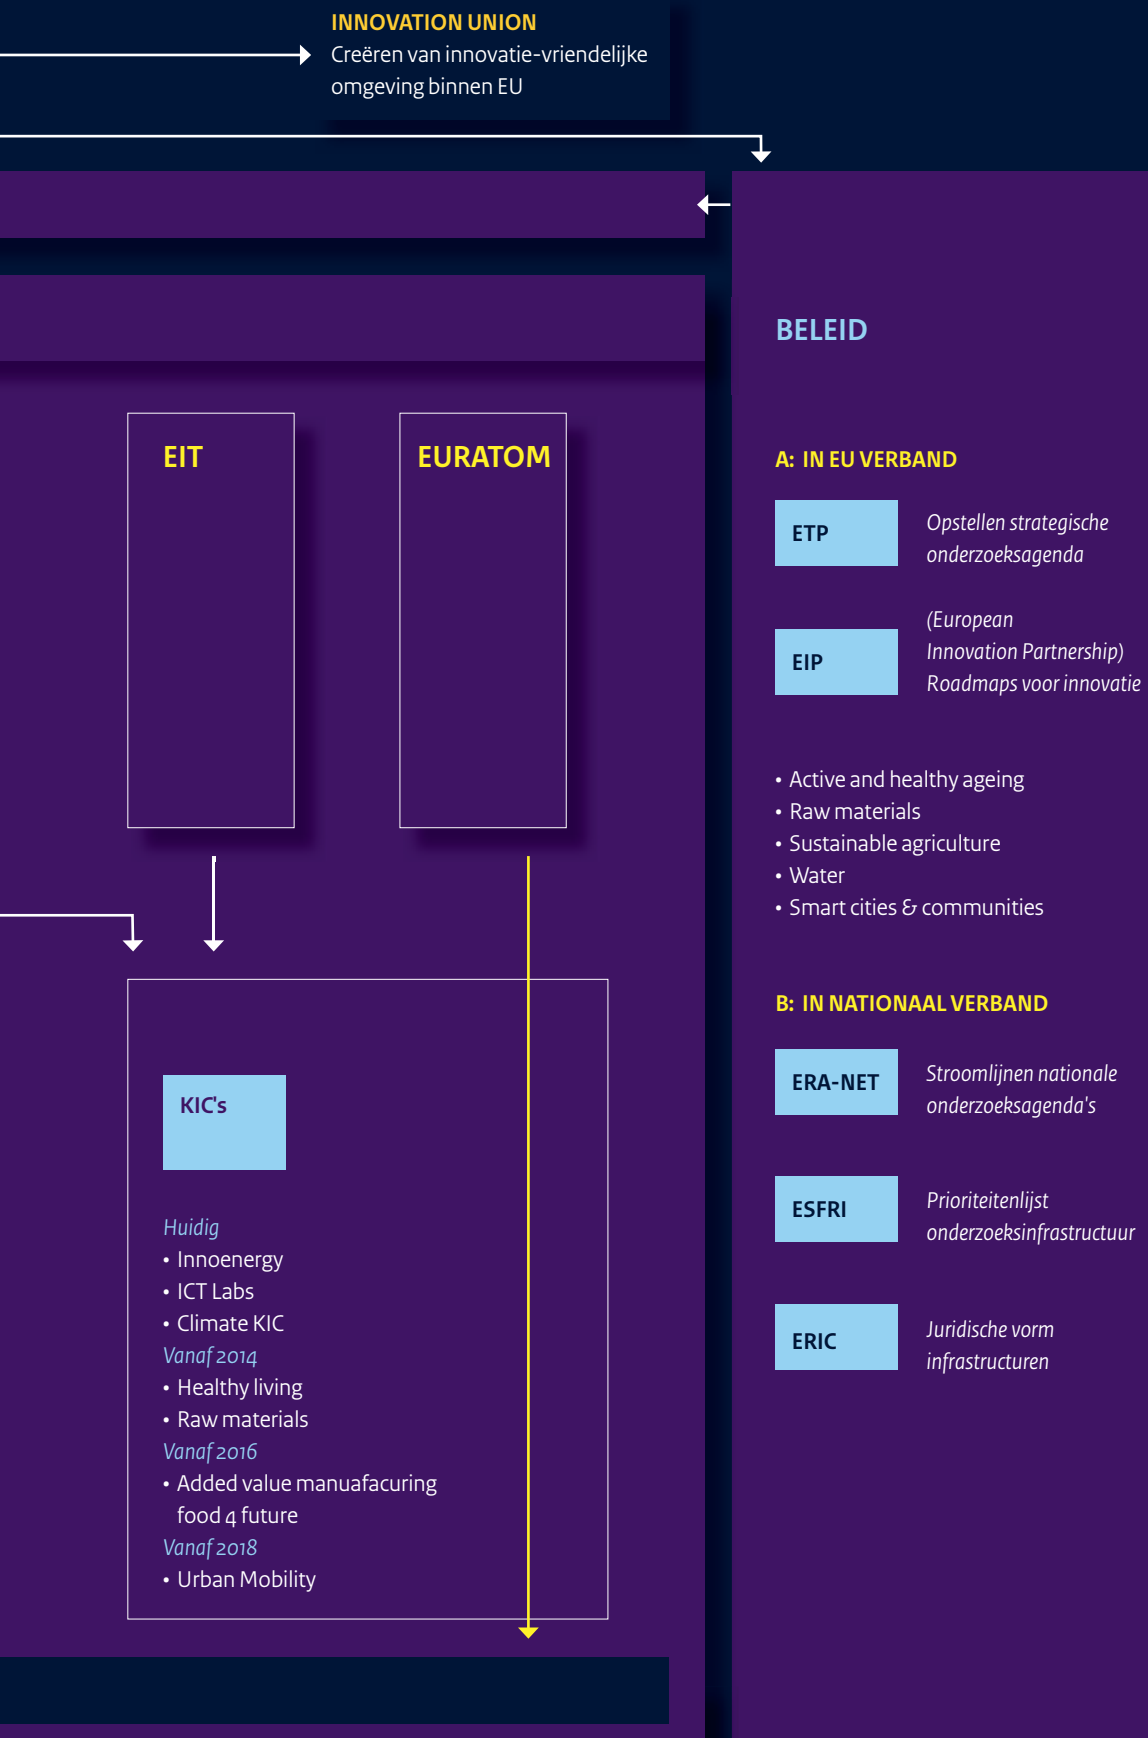 INNOVATION UNION
Creëren van innovatie-vriendelijke
omgeving binnen EU
EIT
EURATOM
KIC's
Huidig
• Innoenergy
• ICT Labs
• Climate KIC
Vanaf 2014
• Healthy living
• Raw materials
Vanaf 2016
• Added value manuafacuring
food 4 future
Vanaf 2018
• Urban Mobility
BELEID
A: IN EU VERBAND
ETP
Opstellen strategische
onderzoeksagenda
EIP
(European
Innovation Partnership)
Roadmaps voor innovatie
• Active and healthy ageing
• Raw materials
• Sustainable agriculture
• Water
• Smart cities & communities
B: IN NATIONAAL VERBAND
ERA-NET
Stroomlijnen nationale
onderzoeksagenda's
ESFRI
Prioriteitenlijst
onderzoeksinfrastructuur
ERIC
Juridische vorm
infrastructuren